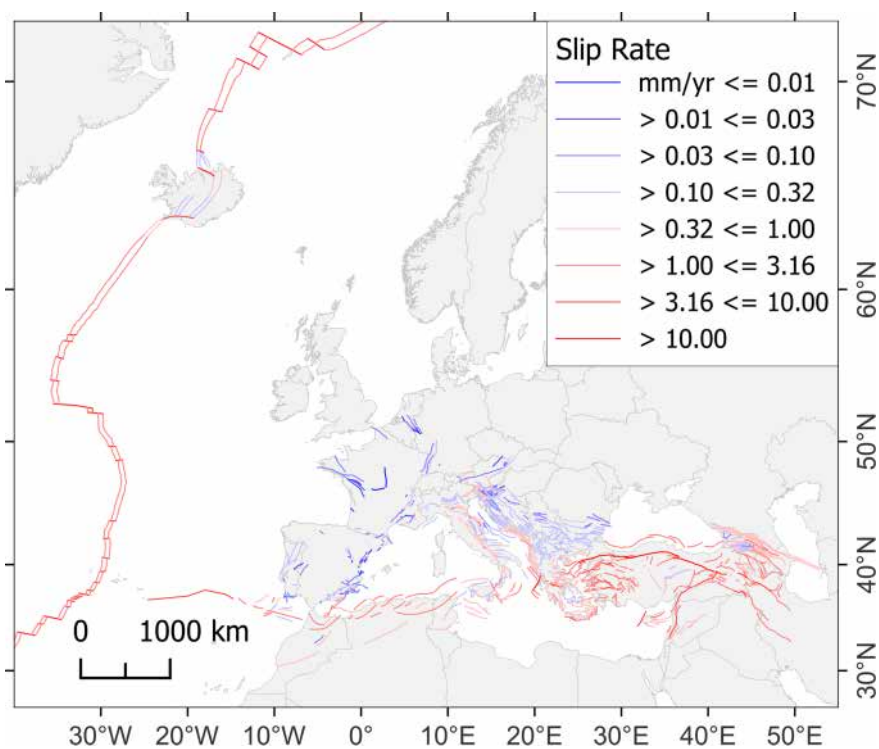 Slip Rate
mm/yr <= 0.01
> 0.01 <= 0.03
> 0.03 <= 0.10
> 0.10 <= 0.32
> 0.32 <= 1.00
> 1.00 <= 3.16
> 3.16 <= 10.00
> 10.00
70°N
60°N
50°N
40°N
30°N
0 1000 km
30°W 20°W 10°W 0° 10°E 20°E 30°E 40°E 50°E